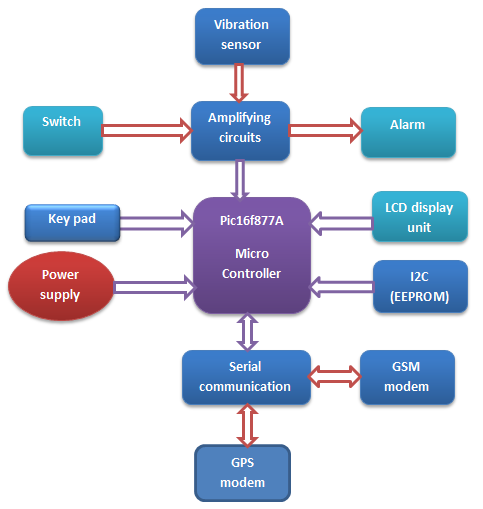 Vibration
sensor
Switch
Amplifying
circuits
Alarm
Key pad
Pic16f877A
Micro
Controller
LCD display
unit
Power
supply
I2C
(EEPROM)
Serial
communication
GSM
modem
GPS
modem